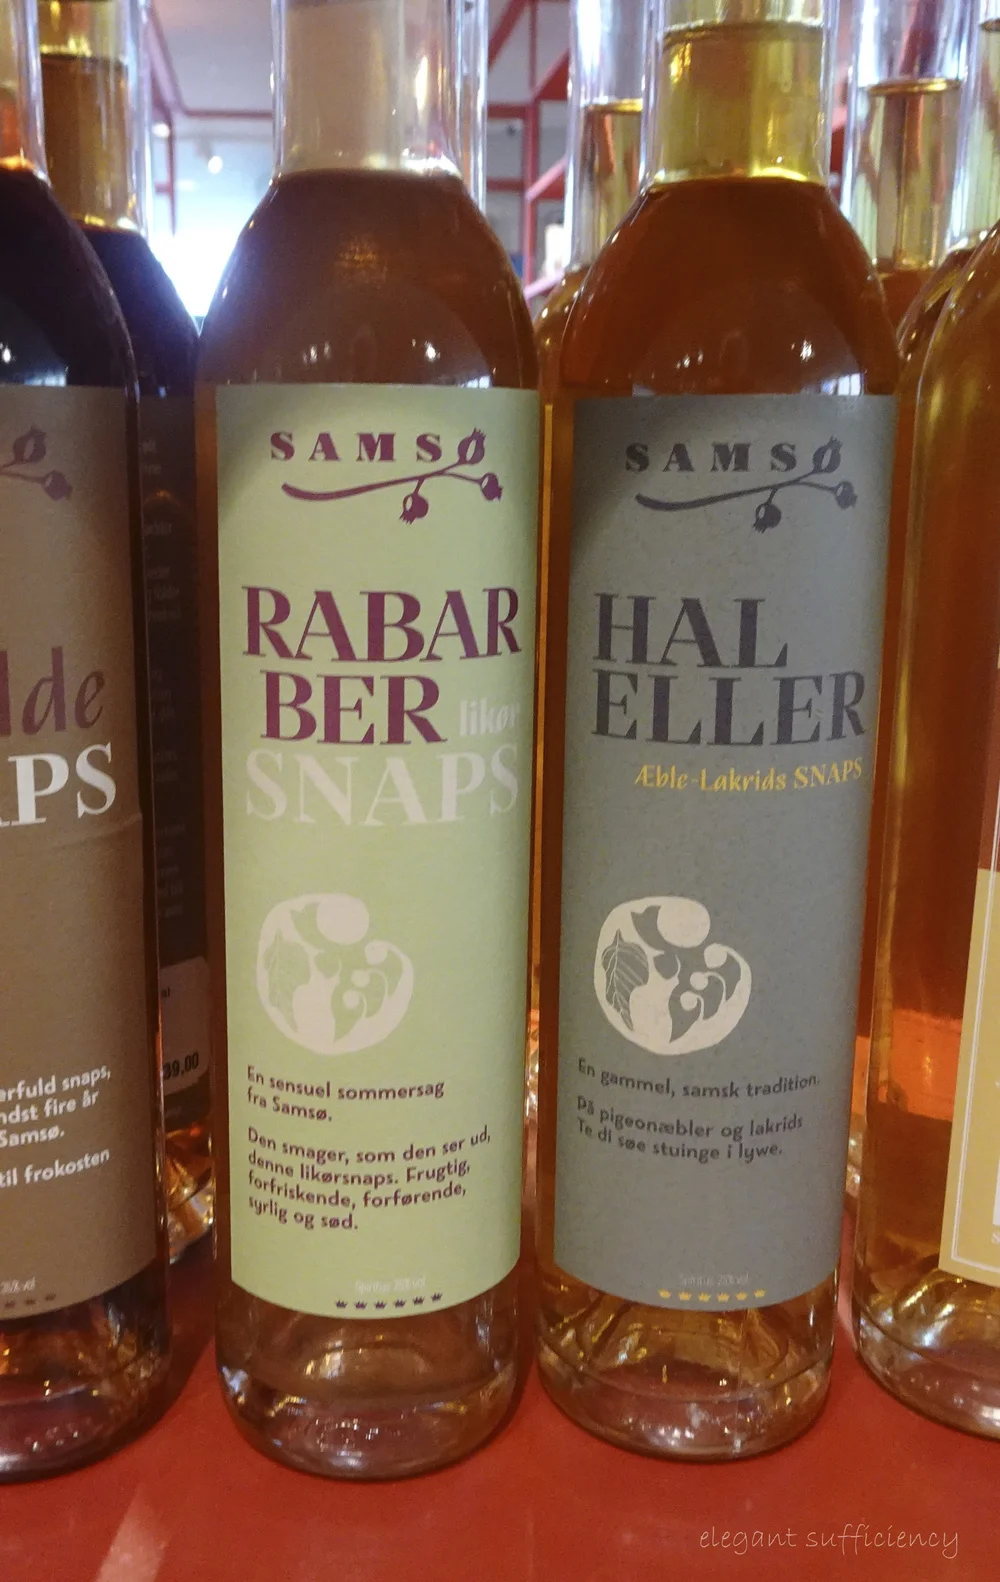 lde
APS
erfuld snaps,
ndst fire år
Samsø.
til frokosten
39,00
SAMSØ
RABAR
BER likør
SNAPS
En sensuel sommersag
fra Samsø.
Den smager, som den ser ud,
denne likørsnaps. Frugtig,
forfriskende, forførende,
syrlig og sød.
SAMSØ
HAL
ELLER
Æble-Lakrids SNAPS
En gammel, samsk tradition.
På pigeonæbler og lakrids
Te di søe stuinge i lywe.
elegant sufficiency